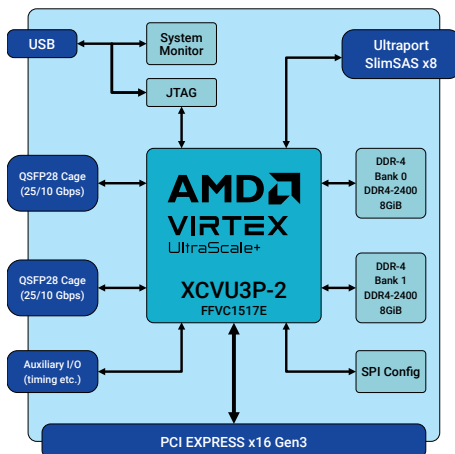 USB
System
Monitor
JTAG
Ultraport
SlimSAS x8
QSFP28 Cage
(25/10 Gbps)
AMD
VIRTEX
UltraScale+
XCVU3P-2
FFVC1517E
DDR-4
Bank 0
DDR4-2400
8GiB
QSFP28 Cage
(25/10 Gbps)
DDR-4
Bank 1
DDR4-2400
8GiB
Auxiliary I/O
(timing etc.)
SPI Config
PCI EXPRESS x16 Gen3